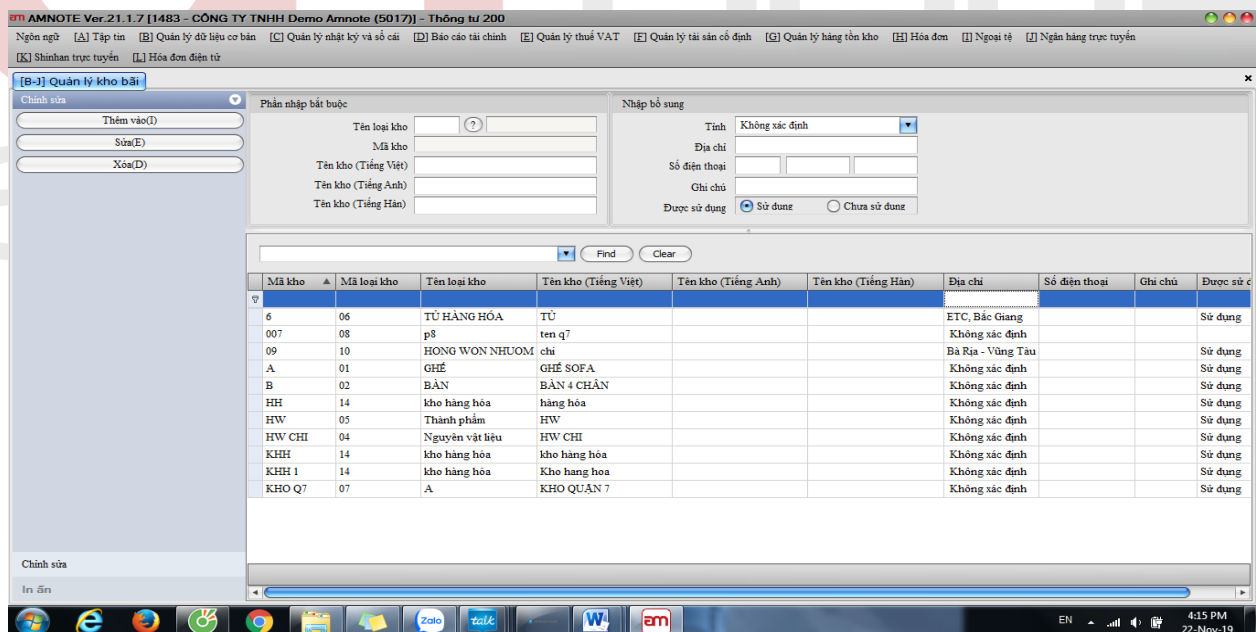 am AMNOTE Ver.21.1.7 [1483 - CÔNG TY TNHH Demo Amnote (5017)] - Thông tư 200
Ngôn ngữ [A] Tập tin [B] Quản lý dữ liệu cơ bản [C] Quản lý nhật ký và sổ cái [D] Báo cáo tài chính [E] Quản lý thuế VAT [F] Quản lý tài sản cố định [G] Quản lý hàng tồn kho [H] Hóa đơn [I] Ngoại tệ [J] Ngân hàng trực tuyến
[K] Shinhan trực tuyến [L] Hóa đơn điện tử
[B-J] Quản lý kho bãi
Chỉnh sửa
Thêm vào(I)
Sửa(E)
Xóa(D)
Phần nhập bắt buộc
Tên loại kho ?
Mã kho
Tên kho (Tiếng Việt)
Tên kho (Tiếng Anh)
Tên kho (Tiếng Hàn)
Nhập bổ sung
Tỉnh Không xác định
Địa chỉ
Số điện thoại
Ghi chú
Được sử dụng Sử dụng Chưa sử dụng
Find Clear
Mã kho Mã loại kho Tên loại kho Tên kho (Tiếng Việt) Tên kho (Tiếng Anh) Tên kho (Tiếng Hàn) Địa chỉ Số điện thoại Ghi chú Được sử d
6 06 TỦ HÀNG HÓA TỦ ETC, Bắc Giang Sử dụng
007 08 p8 ten q7 Không xác định
09 10 HONG WON NHUOM chi Bà Rịa - Vũng Tàu Sử dụng
A 01 GHẾ GHẾ SOFA Không xác định Sử dụng
B 02 BÀN BÀN 4 CHÂN Không xác định Sử dụng
HH 14 kho hàng hóa hàng hóa Không xác định Sử dụng
HW 05 Thành phẩm HW Không xác định Sử dụng
HW CHI 04 Nguyên vật liệu HW CHI Không xác định Sử dụng
KHH 14 kho hàng hóa kho hàng hóa Không xác định Sử dụng
KHH 1 14 kho hàng hóa Kho hang hoa Không xác định Sử dụng
KHO Q7 07 A KHO QUẬN 7 Không xác định Sử dụng
Chỉnh sửa
In ấn
Zalo talk W am EN 4:15 PM
22-Nov-19